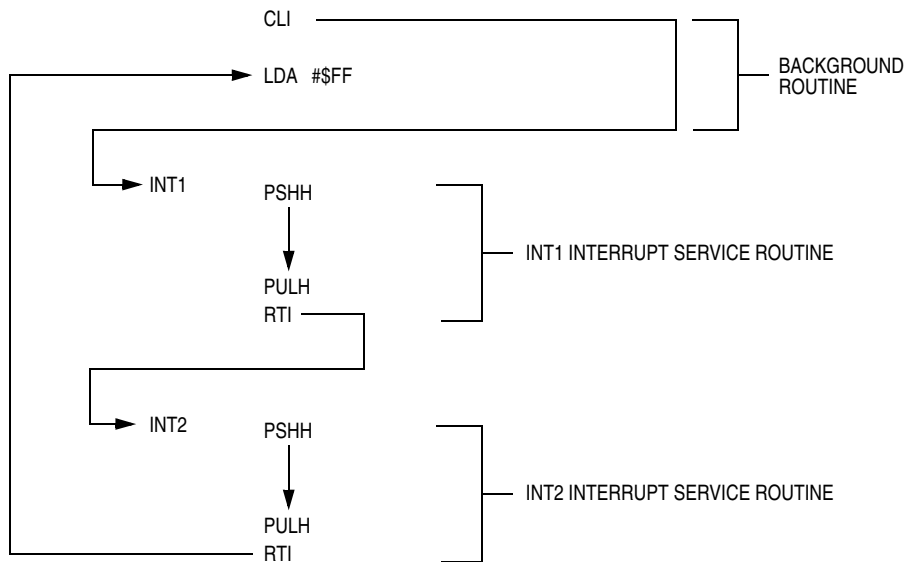 CLI
LDA #$FF
BACKGROUND
ROUTINE
INT1
PSHH
INT1 INTERRUPT SERVICE ROUTINE
PULH
RTI
INT2
PSHH
INT2 INTERRUPT SERVICE ROUTINE
PULH
RTI